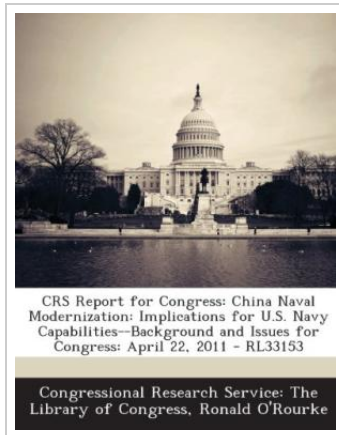 CRS Report for Congress: China Naval
Modernization: Implications for U.S. Navy
Capabilities--Background and Issues for
Congress: April 22, 2011 - RL33153
Congressional Research Service: The
Library of Congress, Ronald O'Rourke